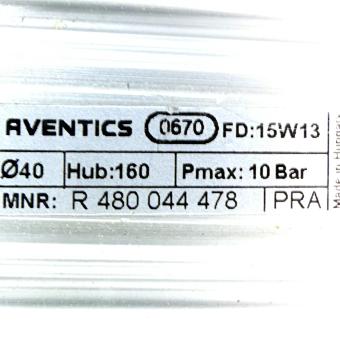 AVENTICS 0670 FD:15W13
Ø40 Hub:160 Pmax: 10 Bar
MNR: R 480 044 478 PRA
Made in Hungary